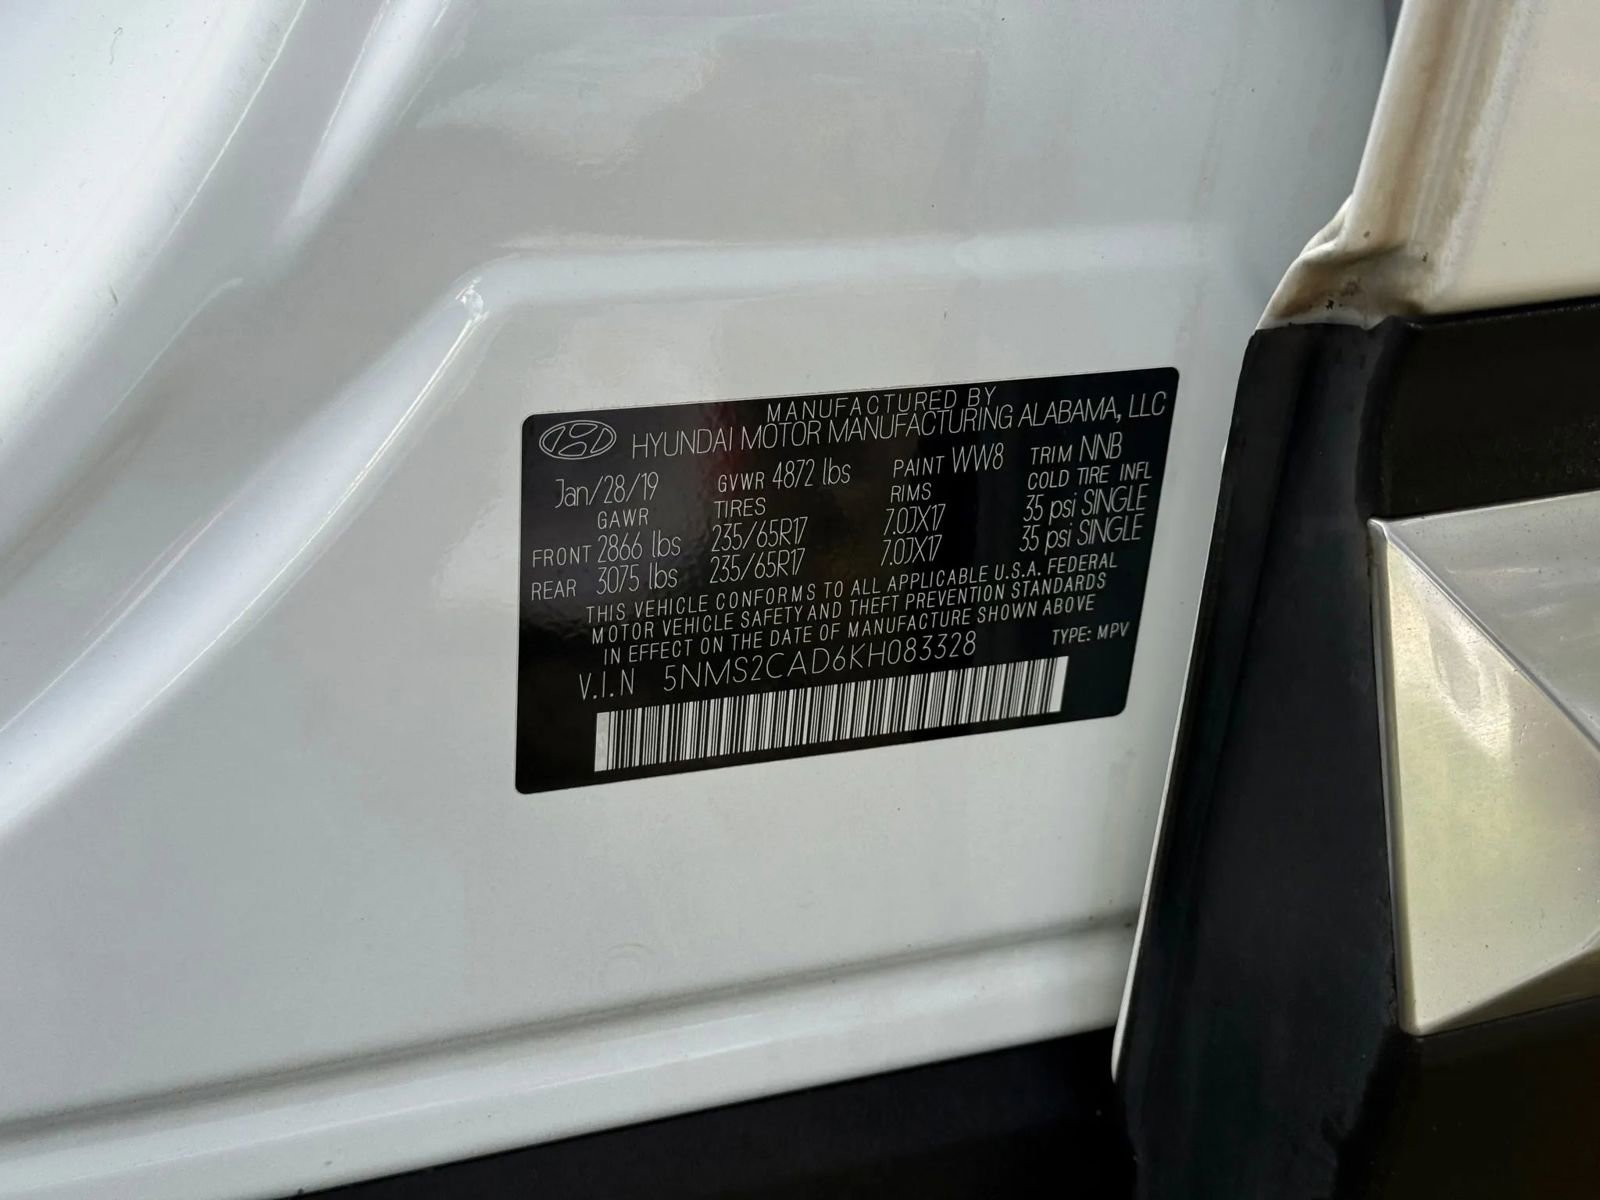 MANUFACTURED BY
HYUNDAI MOTOR MANUFACTURING ALABAMA, LLC
Jan/28/19 GVWR 4872 lbs PAINT WW8 TRIM NNB
GAWR TIRES RIMS COLD TIRE INFL
FRONT 2866 lbs 235/65R17 7.0JX17 35 psi SINGLE
REAR 3075 lbs 235/65R17 7.0JX17 35 psi SINGLE
THIS VEHICLE CONFORMS TO ALL APPLICABLE U.S.A. FEDERAL
MOTOR VEHICLE SAFETY AND THEFT PREVENTION STANDARDS
IN EFFECT ON THE DATE OF MANUFACTURE SHOWN ABOVE
V.I.N 5NMS2CAD6KH083328 TYPE: MPV